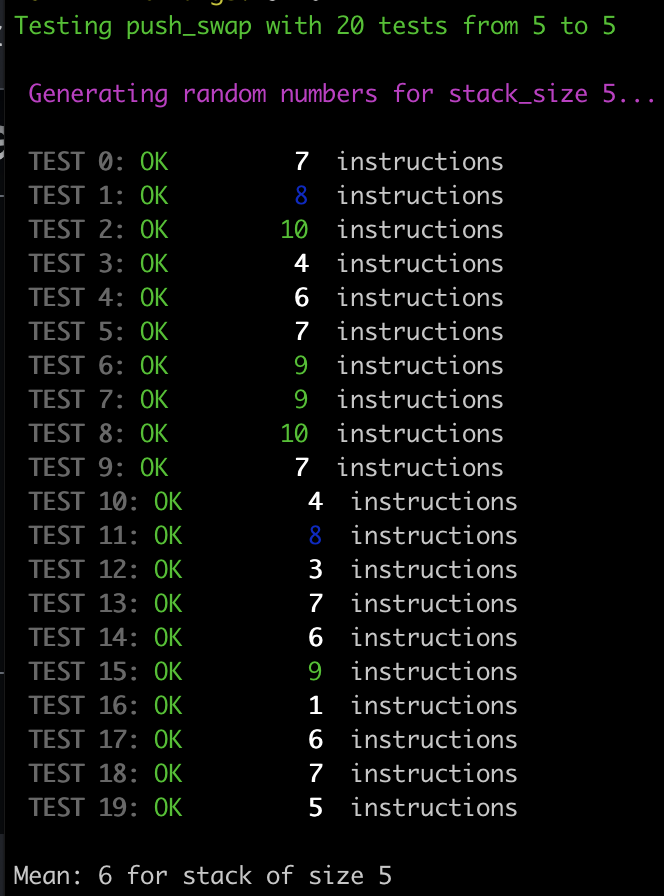 Testing push_swap with 20 tests from 5 to 5
Generating random numbers for stack_size 5...
TEST 0: OK 7 instructions
TEST 1: OK 8 instructions
TEST 2: OK 10 instructions
TEST 3: OK 4 instructions
TEST 4: OK 6 instructions
TEST 5: OK 7 instructions
TEST 6: OK 9 instructions
TEST 7: OK 9 instructions
TEST 8: OK 10 instructions
TEST 9: OK 7 instructions
TEST 10: OK 4 instructions
TEST 11: OK 8 instructions
TEST 12: OK 3 instructions
TEST 13: OK 7 instructions
TEST 14: OK 6 instructions
TEST 15: OK 9 instructions
TEST 16: OK 1 instructions
TEST 17: OK 6 instructions
TEST 18: OK 7 instructions
TEST 19: OK 5 instructions
Mean: 6 for stack of size 5